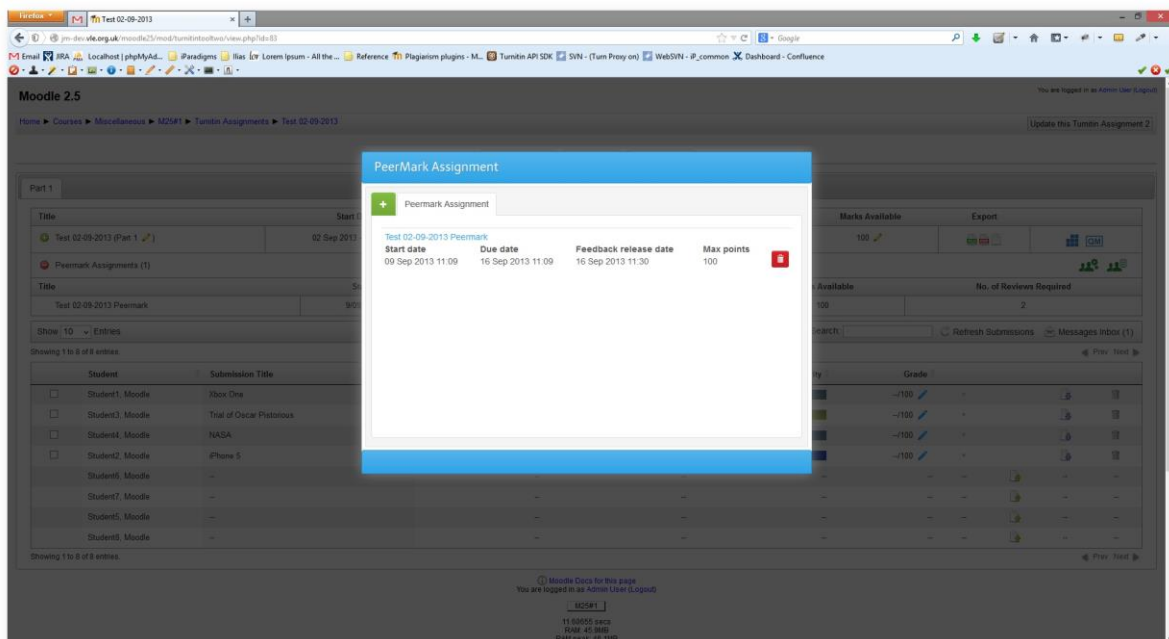 Firefox
Test 02-09-2013
jm-dev.vle.org.uk/moodle25/mod/turnitintooltwo/view.php?id=83
Google
Email JIRA Localhost | phpMyAd... iParadigms Ilias Lorem Ipsum - All the ... Reference Plagiarism plugins - M... Turnitin API SDK SVN - (Turn Proxy on) WebSVN - iP_common Dashboard - Confluence
Moodle 2.5
You are logged in as Admin User (Logout)
Home ► Courses ► Miscellaneous ► M25#1 ► Turnitin Assignments ► Test 02-09-2013
Update this Turnitin Assignment 2
PeerMark Assignment
Part 1
+ Peermark Assignment
Title Start Marks Available Export
Test 02-09-2013 (Part 1) 02 Sep 2013 100
Test 02-09-2013 Peermark
Start date Due date Feedback release date Max points
09 Sep 2013 11:09 16 Sep 2013 11:09 16 Sep 2013 11:30 100
Peermark Assignments (1)
Title Available No. of Reviews Required
Test 02-09-2013 Peermark 100 2
Show 10 Entries Search: Refresh Submissions Messages Inbox (1)
Showing 1 to 8 of 8 entries. Prev Next
Student Submission Title Grade
Student1, Moodle Xbox One --/100
Student3, Moodle Trial of Oscar Pistorious --/100
Student4, Moodle NASA --/100
Student2, Moodle iPhone 5 --/100
Student6, Moodle -- -- -- -- -- -- -- --
Student7, Moodle -- -- -- -- -- -- -- --
Student5, Moodle -- -- -- -- -- -- -- --
Student8, Moodle -- -- -- -- -- -- -- --
Showing 1 to 8 of 8 entries. Prev Next
Moodle Docs for this page
You are logged in as Admin User (Logout)
M25#1
RAM: 45.9MB